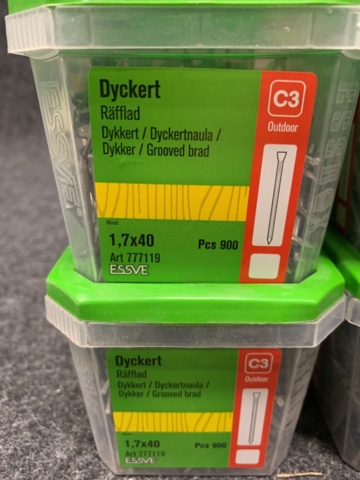 Dyckert
Räfflad
Dykkert / Dyckertnaula /
Dykker / Grooved brad
C3
Outdoor
Wood
1,7x40
Pcs 900
Art 777119
ESSVE
ESSVE
Dyckert
Räfflad
Dykkert / Dyckertnaula /
Dykker / Grooved brad
C3
Outdoor
1,7x40
Pcs 900
Art 777119
ESSVE